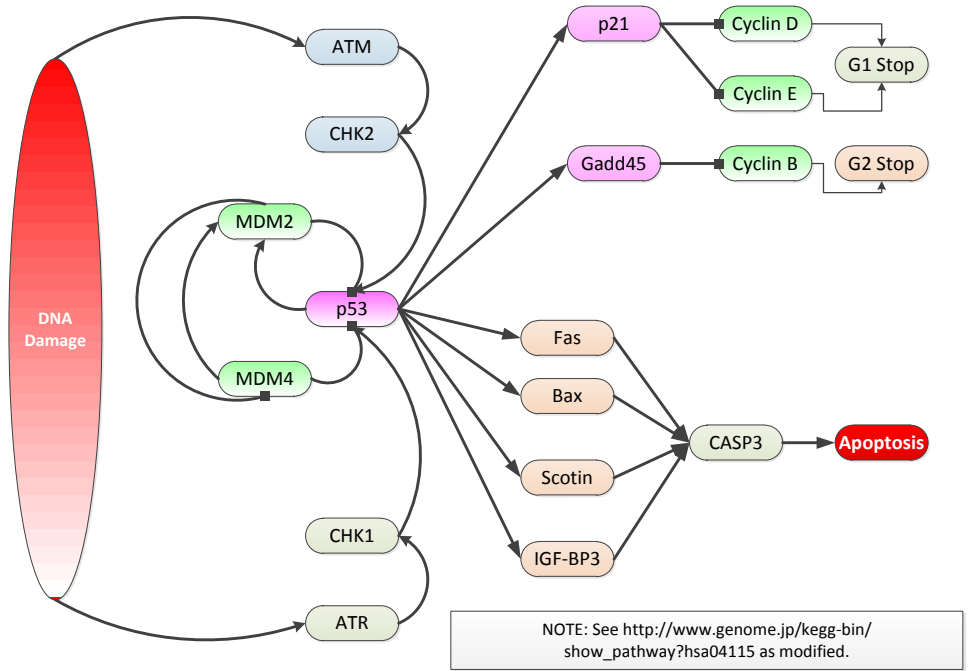 DNA
Damage
ATM
CHK2
MDM2
p53
MDM4
CHK1
ATR
p21
Cyclin D
G1 Stop
Cyclin E
Gadd45
Cyclin B
G2 Stop
Fas
Bax
CASP3
Apoptosis
Scotin
IGF-BP3
NOTE: See http://www.genome.jp/kegg-bin/
show_pathway?hsa04115 as modified.